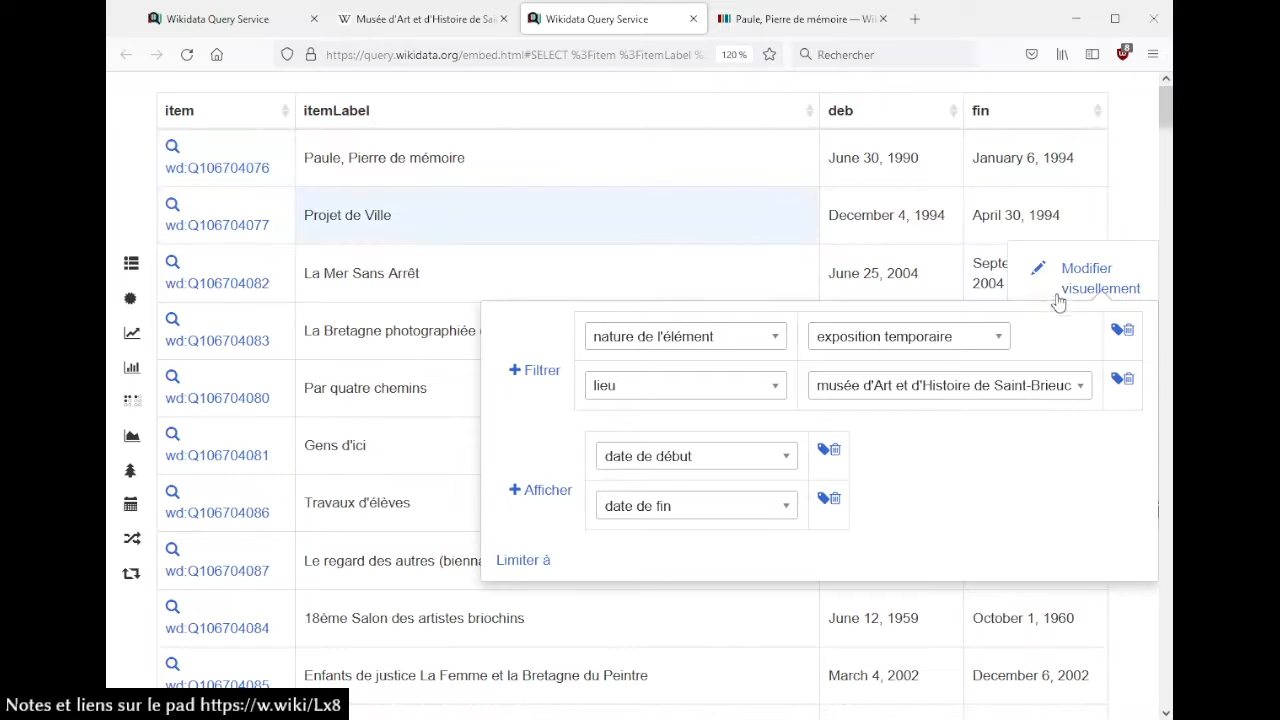 Wikidata Query Service
Musée d'Art et d'Histoire de Sai
Wikidata Query Service
Paule, Pierre de mémoire — Wi
https://query.wikidata.org/embed.html#SELECT %3Fitem %3FitemLabel %
120 %
Rechercher
8
item
itemLabel
deb
fin
wd:Q106704076
Paule, Pierre de mémoire
June 30, 1990
January 6, 1994
wd:Q106704077
Projet de Ville
December 4, 1994
April 30, 1994
wd:Q106704082
La Mer Sans Arrêt
June 25, 2004
Septe
2004
Modifier
visuellement
wd:Q106704083
La Bretagne photographiée
wd:Q106704080
Par quatre chemins
wd:Q106704081
Gens d'ici
wd:Q106704086
Travaux d'élèves
wd:Q106704087
Le regard des autres (bienna
+ Filtrer
nature de l'élément
exposition temporaire
lieu
musée d'Art et d'Histoire de Saint-Brieuc
+ Afficher
date de début
date de fin
Limiter à
wd:Q106704084
18ème Salon des artistes briochins
June 12, 1959
October 1, 1960
wd:Q106704085
Enfants de justice La Femme et la Bretagne du Peintre
March 4, 2002
December 6, 2002
Notes et liens sur le pad https://w.wiki/Lx8